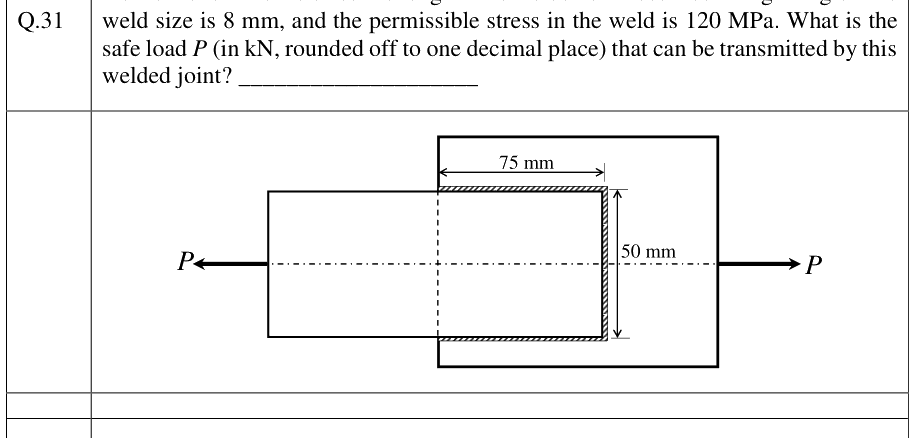 Q.31
weld size is 8 mm, and the permissible stress in the weld is 120 MPa. What is the
safe load P (in kN, rounded off to one decimal place) that can be transmitted by this
welded joint? ____________________
75 mm
50 mm
P
P